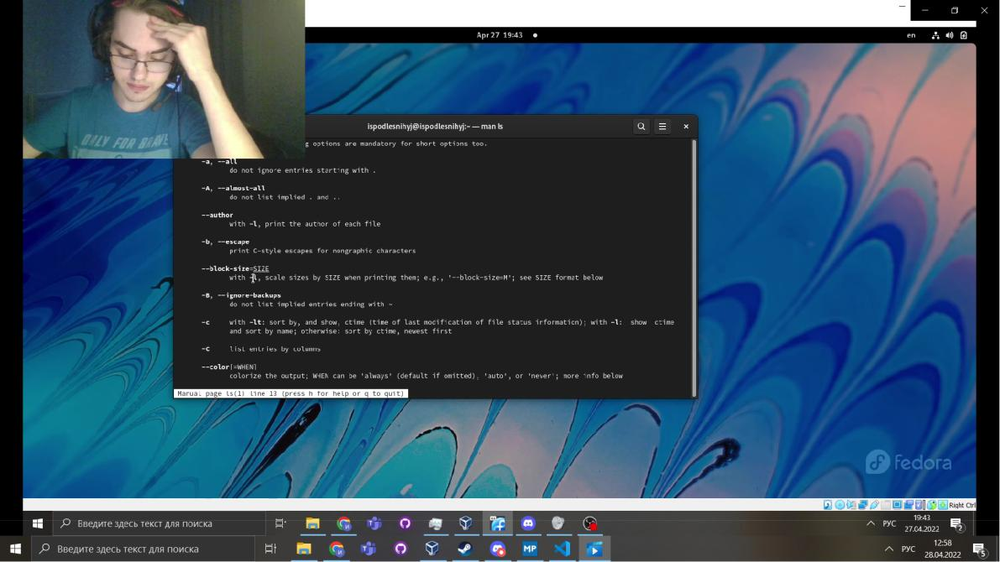 Apr 27 19:43
en
ispodlesnihyj@ispodlesnihyj:~ — man ls
options are mandatory for short options too.
-a, --all
do not ignore entries starting with .
-A, --almost-all
do not list implied . and ..
--author
with -l, print the author of each file
-b, --escape
print C-style escapes for nongraphic characters
--block-size=SIZE
with -l, scale sizes by SIZE when printing them; e.g., '--block-size=M'; see SIZE format below
-B, --ignore-backups
do not list implied entries ending with ~
-c with -lt: sort by, and show, ctime (time of last modification of file status information); with -l: show ctime
and sort by name; otherwise: sort by ctime, newest first
-C list entries by columns
--color[=WHEN]
colorize the output; WHEN can be 'always' (default if omitted), 'auto', or 'never'; more info below
Manual page ls(1) line 13 (press h for help or q to quit)
ONLY FOR BRAVE
fedora
Right Ctrl
Введите здесь текст для поиска
РУС
19:43
27.04.2022
2
Введите здесь текст для поиска
MP
РУС
12:58
28.04.2022
5